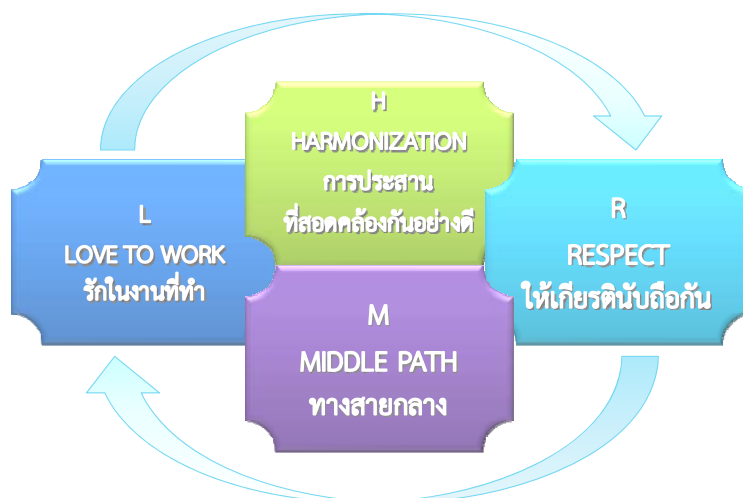 H
HARMONIZATION
การประสาน
ที่สอดคล้องกันอย่างดี
L
LOVE TO WORK
รักในงานที่ทำ
R
RESPECT
ให้เกียรตินับถือกัน
M
MIDDLE PATH
ทางสายกลาง